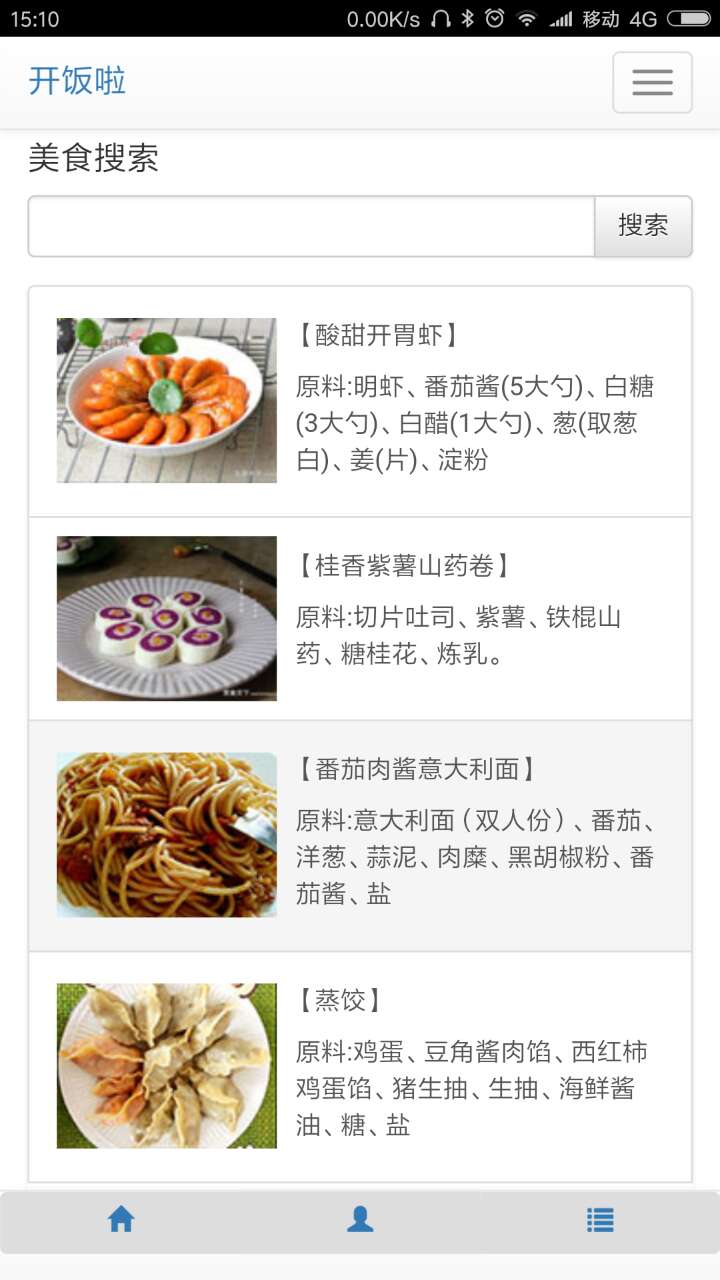 15:10 0.00K/s 移动 4G
开饭啦
美食搜索
搜索
【酸甜开胃虾】
原料:明虾、番茄酱(5大勺)、白糖
(3大勺)、白醋(1大勺)、葱(取葱
白)、姜(片)、淀粉
【桂香紫薯山药卷】
原料:切片吐司、紫薯、铁棍山
药、糖桂花、炼乳。
【番茄肉酱意大利面】
原料:意大利面（双人份）、番茄、
洋葱、蒜泥、肉糜、黑胡椒粉、番
茄酱、盐
【蒸饺】
原料:鸡蛋、豆角酱肉馅、西红柿
鸡蛋馅、猪生抽、生抽、海鲜酱
油、糖、盐